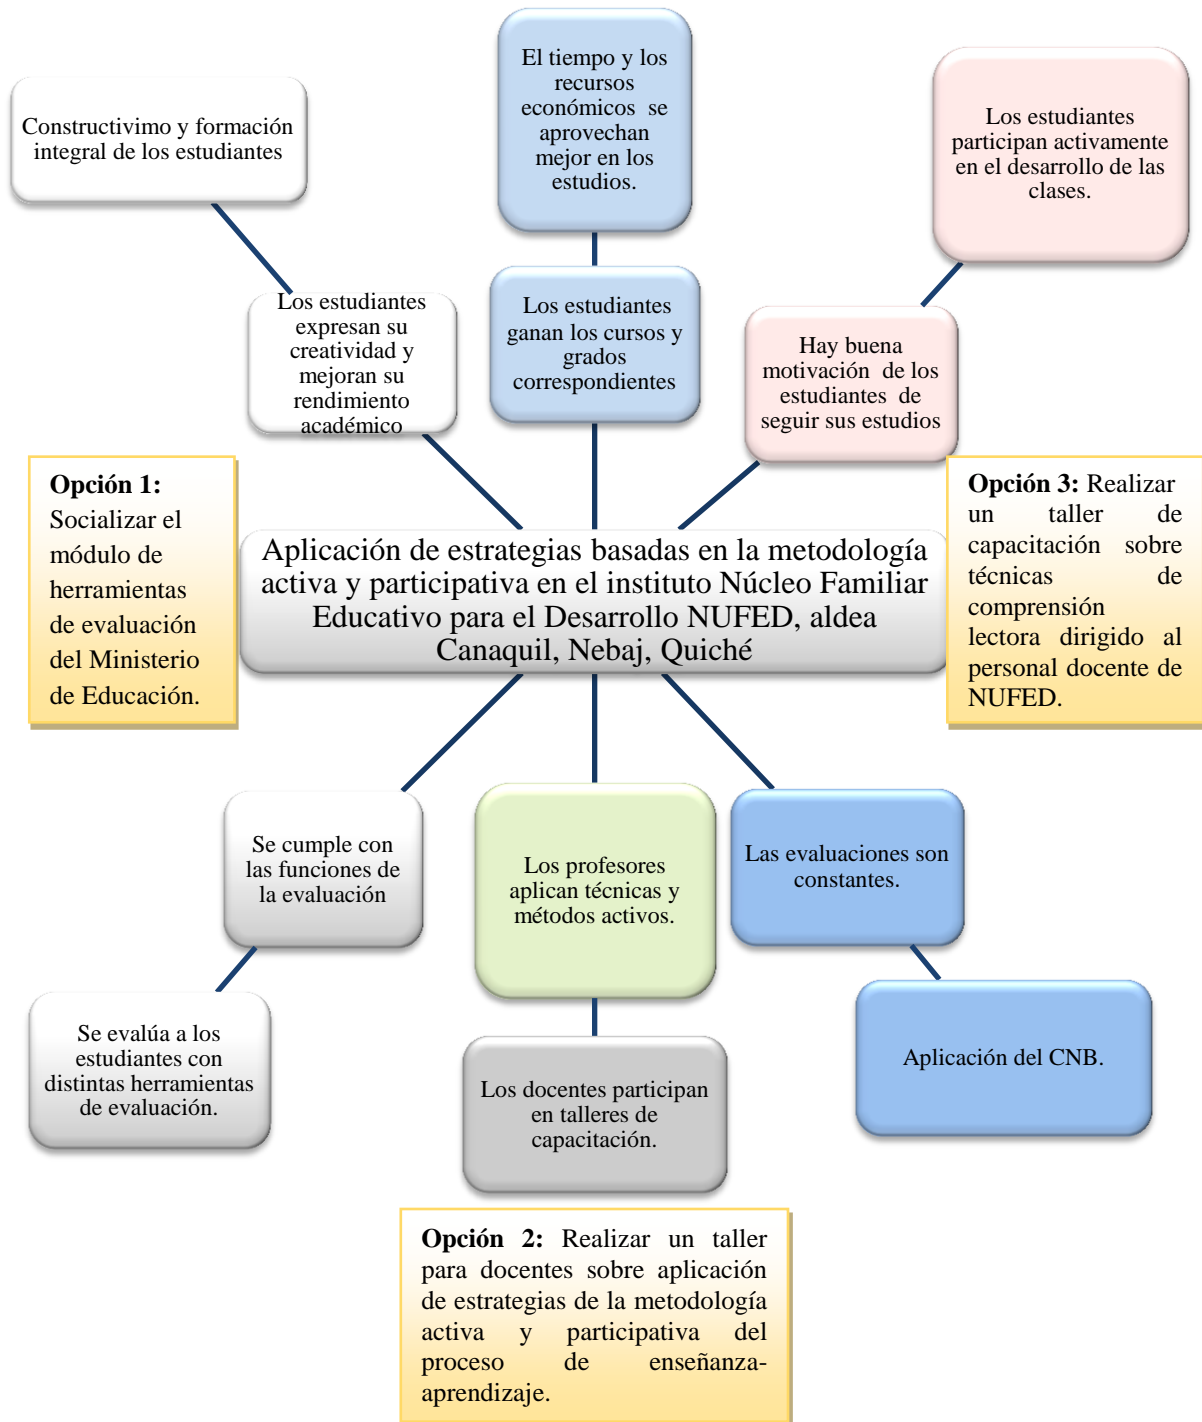 El tiempo y los
recursos
económicos se
aprovechan
mejor en los
estudios.
Constructivimo y formación
integral de los estudiantes
Los estudiantes
participan activamente
en el desarrollo de las
clases.
Los estudiantes
expresan su
creatividad y
mejoran su
rendimiento
académico
Los estudiantes
ganan los cursos y
grados
correspondientes
Hay buena
motivación de los
estudiantes de
seguir sus estudios
Opción 1:
Socializar el
módulo de
herramientas
de evaluación
del Ministerio
de Educación.
Aplicación de estrategias basadas en la metodología
activa y participativa en el instituto Núcleo Familiar
Educativo para el Desarrollo NUFED, aldea
Canaquil, Nebaj, Quiché
Opción 3: Realizar
un taller de
capacitación sobre
técnicas de
comprensión
lectora dirigido al
personal docente de
NUFED.
Se cumple con
las funciones de
la evaluación
Los profesores
aplican técnicas y
métodos activos.
Las evaluaciones son
constantes.
Se evalúa a los
estudiantes con
distintas herramientas
de evaluación.
Los docentes participan
en talleres de
capacitación.
Aplicación del CNB.
Opción 2: Realizar un taller
para docentes sobre aplicación
de estrategias de la metodología
activa y participativa del
proceso de enseñanza-
aprendizaje.